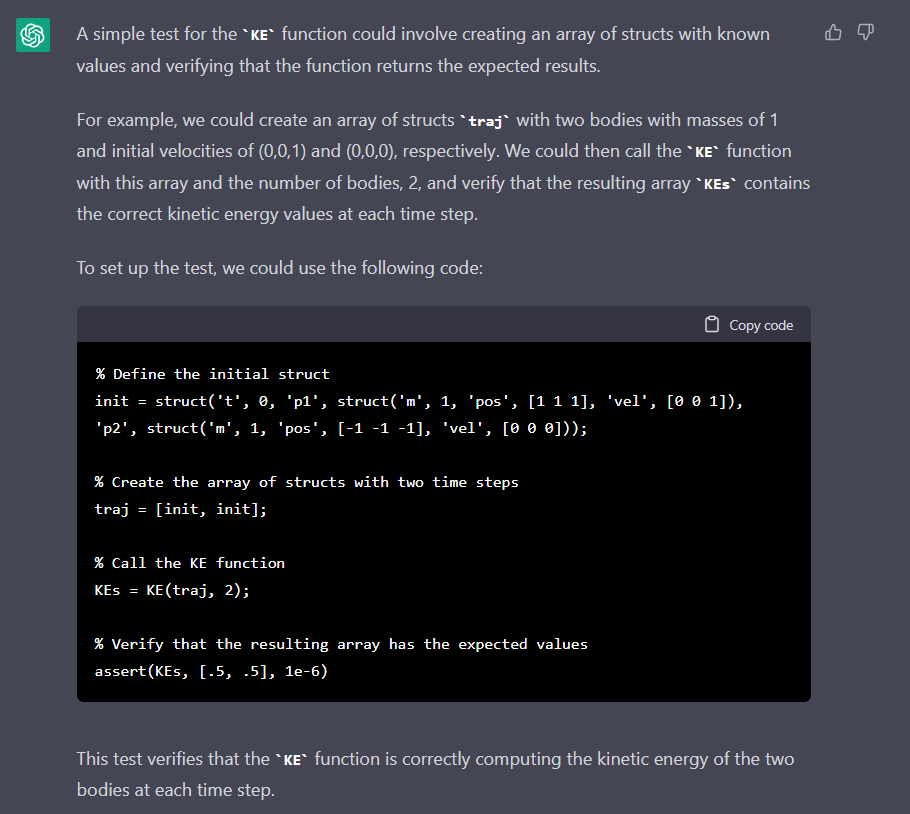 A simple test for the `KE` function could involve creating an array of structs with known
values and verifying that the function returns the expected results.
For example, we could create an array of structs `traj` with two bodies with masses of 1
and initial velocities of (0,0,1) and (0,0,0), respectively. We could then call the `KE` function
with this array and the number of bodies, 2, and verify that the resulting array `KEs` contains
the correct kinetic energy values at each time step.
To set up the test, we could use the following code:
Copy code
% Define the initial struct
init = struct('t', 0, 'p1', struct('m', 1, 'pos', [1 1 1], 'vel', [0 0 1]),
'p2', struct('m', 1, 'pos', [-1 -1 -1], 'vel', [0 0 0]));
% Create the array of structs with two time steps
traj = [init, init];
% Call the KE function
KEs = KE(traj, 2);
% Verify that the resulting array has the expected values
assert(KEs, [.5, .5], 1e-6)
This test verifies that the `KE` function is correctly computing the kinetic energy of the two
bodies at each time step.